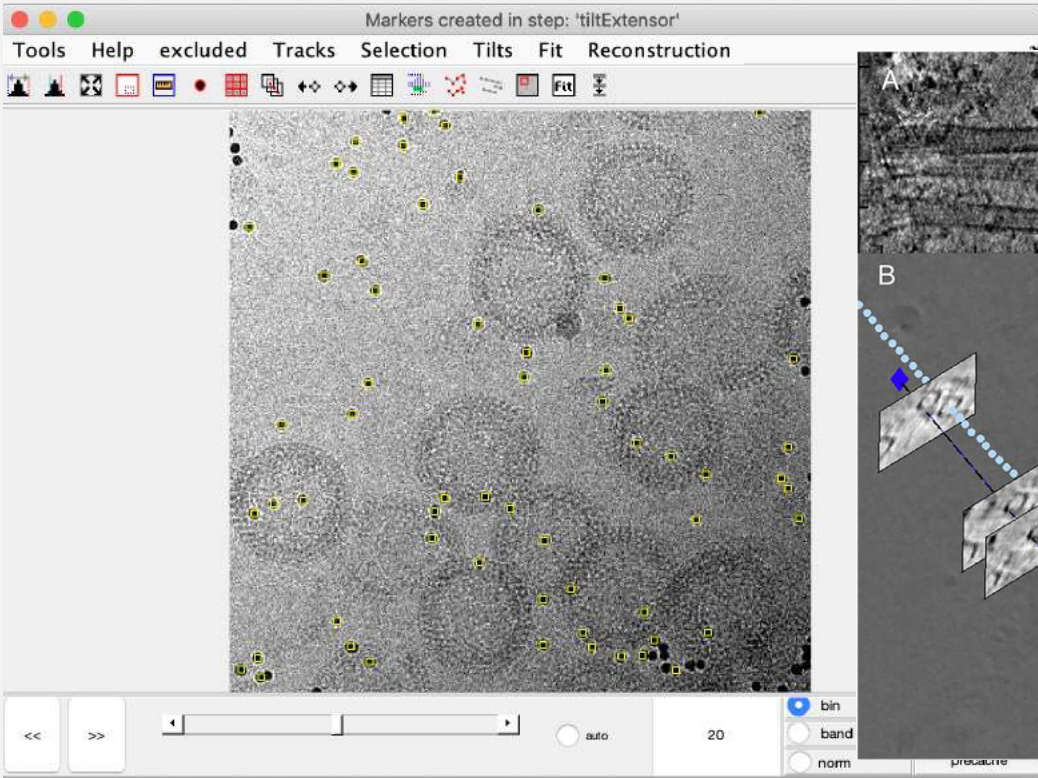 Markers created in step: 'tiltExtensor'
Tools Help excluded Tracks Selection Tilts Fit Reconstruction
Fit
A
B
<< >> auto 20
bin
band
norm
precache